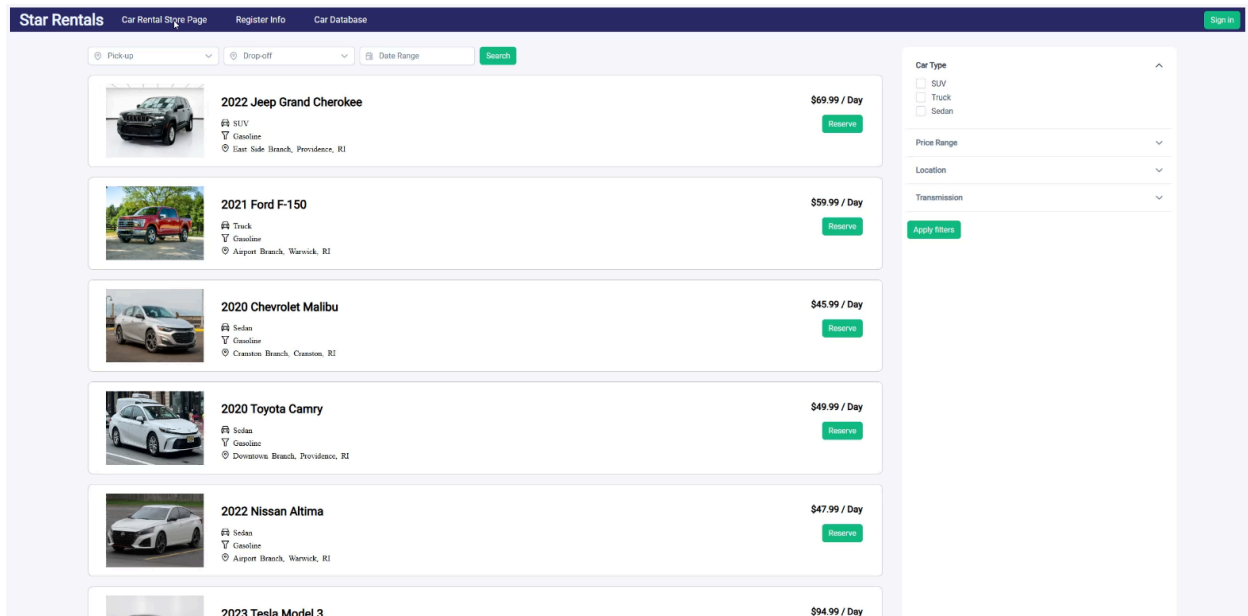 Star Rentals Car Rental Store Page Register Info Car Database Sign in
Pick-up Drop-off Date Range Search
2022 Jeep Grand Cherokee
SUV
Gasoline
East Side Branch, Providence, RI
$69.99 / Day
Reserve
2021 Ford F-150
Truck
Gasoline
Airport Branch, Warwick, RI
$59.99 / Day
Reserve
2020 Chevrolet Malibu
Sedan
Gasoline
Cranston Branch, Cranston, RI
$45.99 / Day
Reserve
2020 Toyota Camry
Sedan
Gasoline
Downtown Branch, Providence, RI
$49.99 / Day
Reserve
2022 Nissan Altima
Sedan
Gasoline
Airport Branch, Warwick, RI
$47.99 / Day
Reserve
2023 Tesla Model 3
$94.99 / Day
Car Type
SUV
Truck
Sedan
Price Range
Location
Transmission
Apply filters